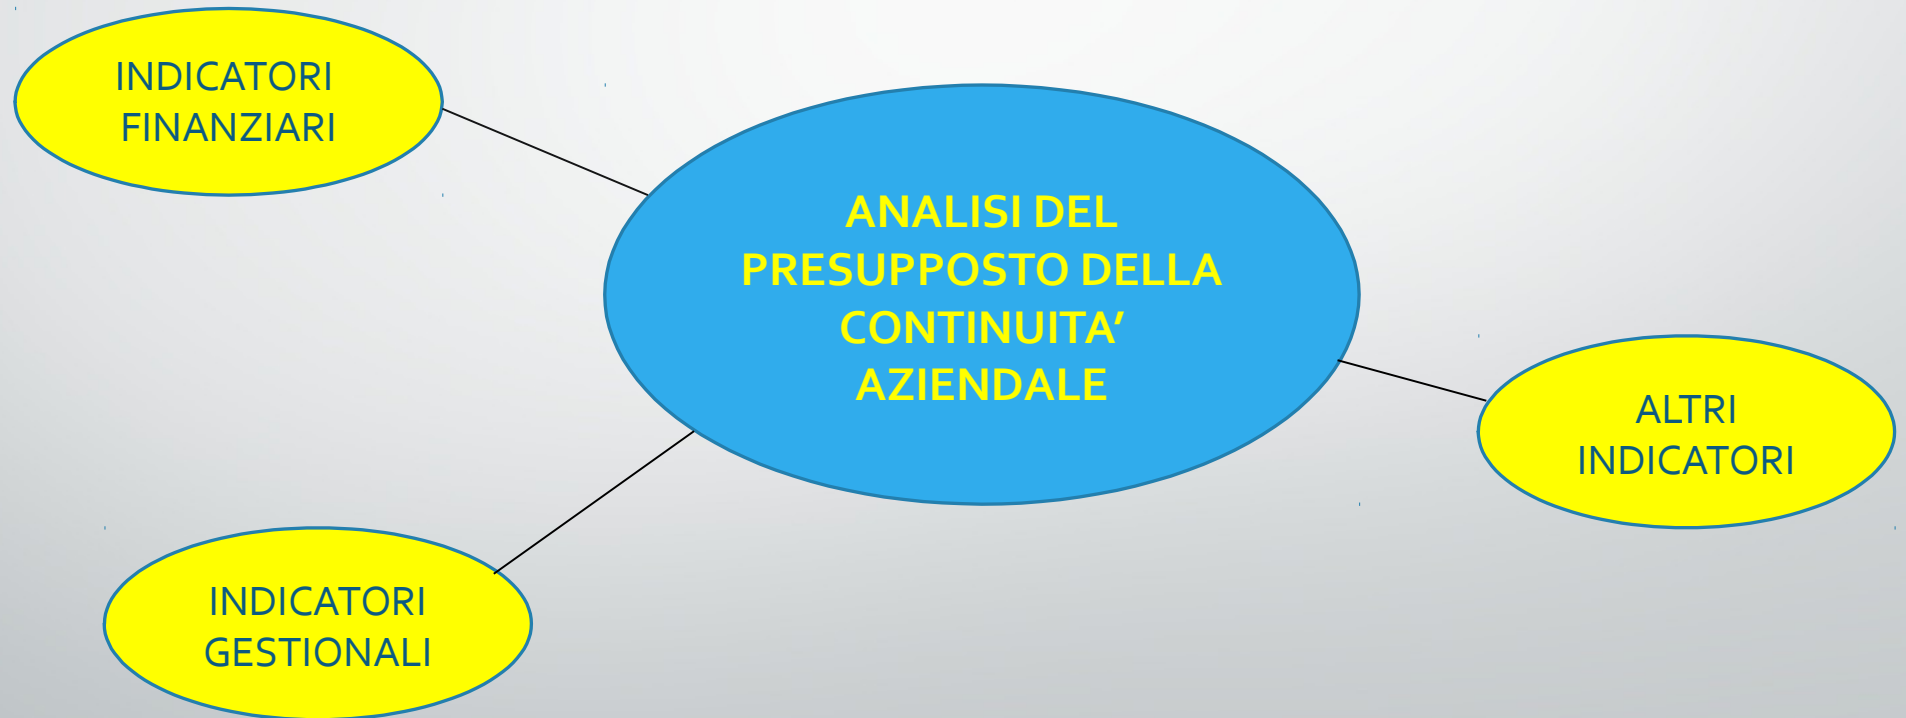 INDICATORI
FINANZIARI
ANALISI DEL
PRESUPPOSTO DELLA
CONTINUITA’
AZIENDALE
ALTRI
INDICATORI
INDICATORI
GESTIONALI